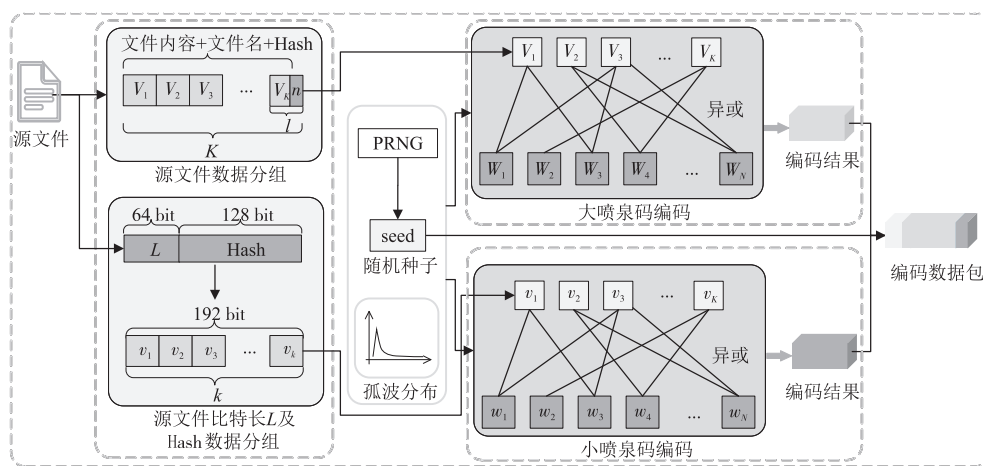 源文件
文件内容+文件名+Hash
V1 V2 V3 ... VK n
l
K
源文件数据分组
64 bit 128 bit
L Hash
192 bit
v1 v2 v3 ... vk
k
源文件比特长L及
Hash数据分组
PRNG
seed
随机种子
孤波分布
V1 V2 V3 ... VK
异或
W1 W2 W3 W4 ... WN
大喷泉码编码
编码结果
v1 v2 v3 ... vK
异或
w1 w2 w3 w4 ... wN
小喷泉码编码
编码结果
编码数据包